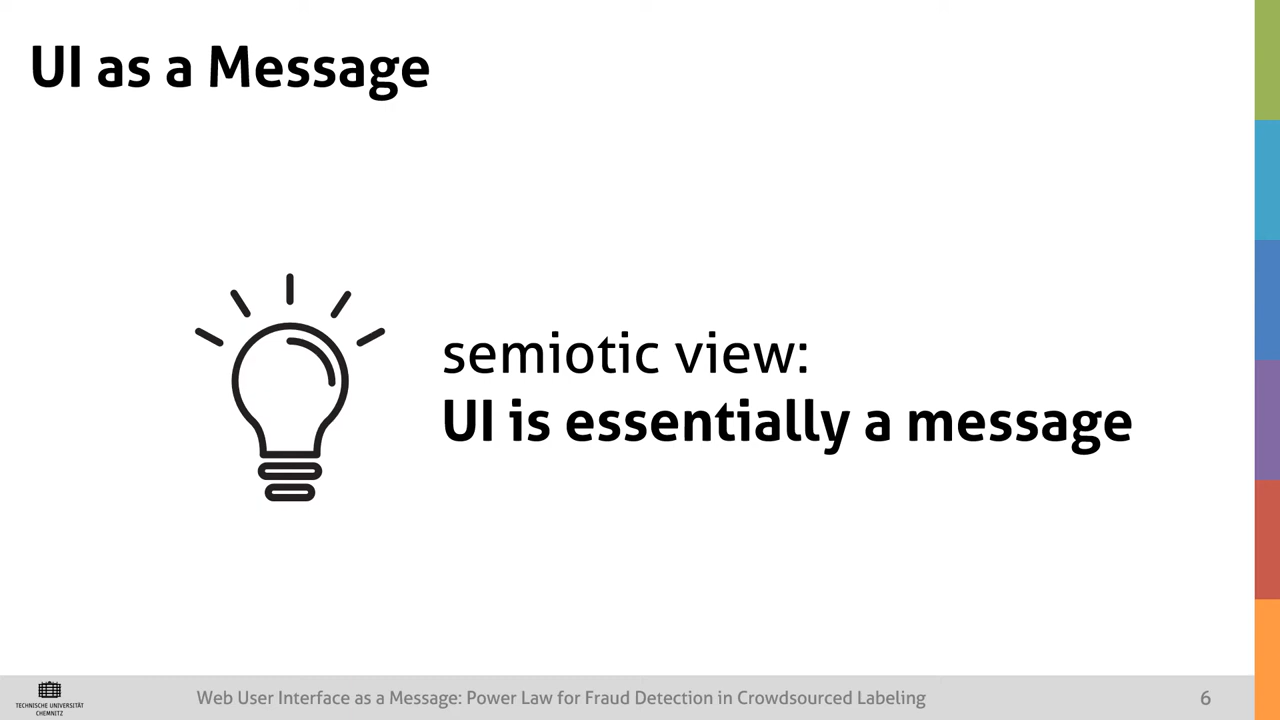 UI as a Message
semiotic view:
UI is essentially a message
TECHNISCHE UNIVERSITÄT
CHEMNITZ
Web User Interface as a Message: Power Law for Fraud Detection in Crowdsourced Labeling
6